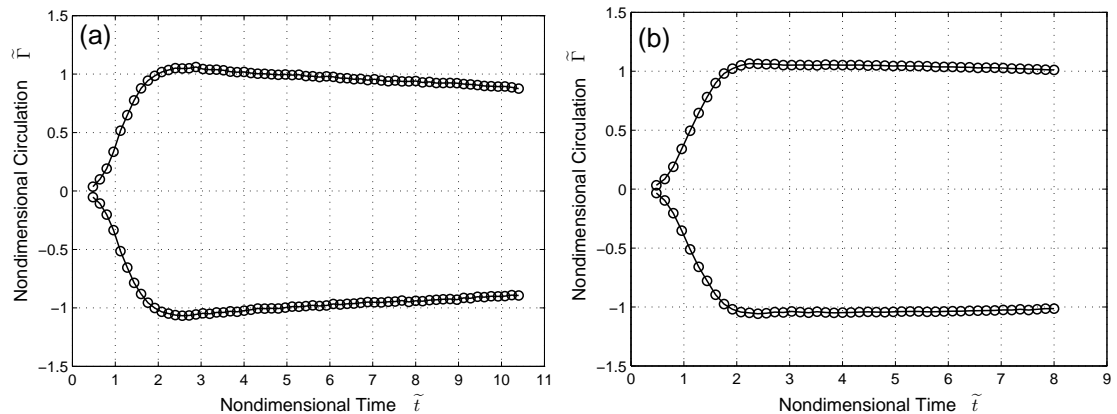 (a)
Nondimensional Circulation Γ̃
1.5
1
0.5
0
−0.5
−1
−1.5
0 1 2 3 4 5 6 7 8 9 10 11
Nondimensional Time t̃
(b)
Nondimensional Circulation Γ̃
1.5
1
0.5
0
−0.5
−1
−1.5
0 1 2 3 4 5 6 7 8 9
Nondimensional Time t̃